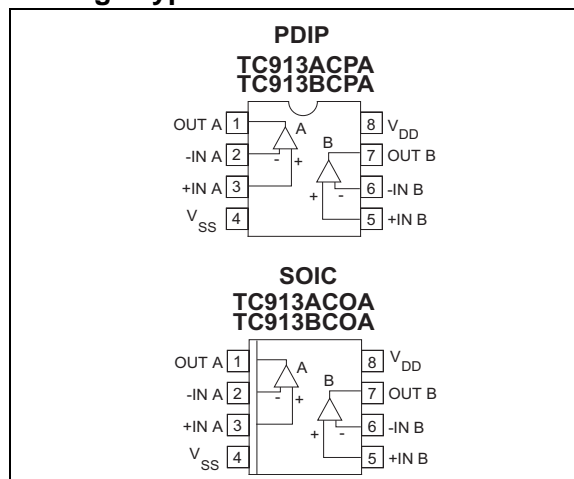 PDIP
TC913ACPA
TC913BCPA
OUT A 1 A 8 VDD
-IN A 2 - + B 7 OUT B
+IN A 3 + - 6 -IN B
VSS 4 5 +IN B
SOIC
TC913ACOA
TC913BCOA
OUT A 1 A 8 VDD
-IN A 2 - + B 7 OUT B
+IN A 3 + - 6 -IN B
VSS 4 5 +IN B